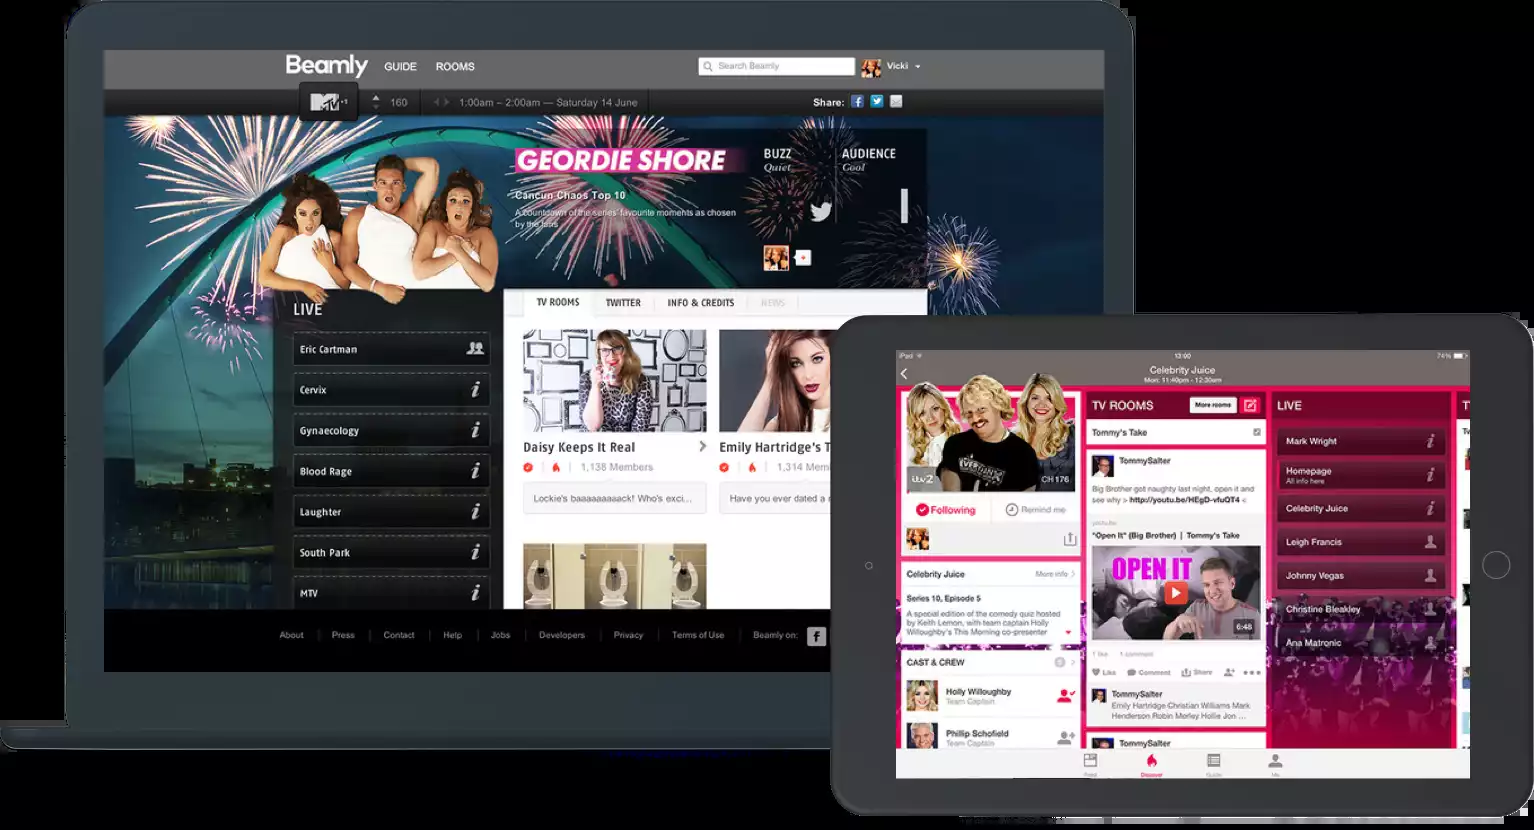 Beamly GUIDE ROOMS
Search Beamly
Vicki
MTV+1 160 1:00am – 2:00am — Saturday 14 June
Share:
GEORDIE SHORE
Cancun Chaos Top 10
A countdown of the series' favourite moments as chosen
by the fans
BUZZ
Quiet
AUDIENCE
Cool
LIVE
Eric Cartman
Cervix
Gynaecology
Blood Rage
Laughter
South Park
MTV
TV ROOMS TWITTER INFO & CREDITS NEWS
Daisy Keeps It Real
1,138 Members
Lockie's baaaaaaaaack! Who's exci...
Emily Hartridge's T
1,314 Mem
Have you ever dated a
About Press Contact Help Jobs Developers Privacy Terms of Use Beamly on:
iPad
13:00
74%
Celebrity Juice
Mon: 11:40pm - 12:30am
itv2
CH 176
Following
Remind me
Celebrity Juice
More info
Series 10, Episode 5
A special edition of the comedy quiz hosted
by Keith Lemon, with team captain Holly
Willoughby's This Morning co-presenter
CAST & CREW
Holly Willoughby
Team Captain
Phillip Schofield
Team Captain
TV ROOMS
More rooms
Tommy's Take
TommySalter
Big Brother got naughty last night, open it and
see why > http://youtu.be/HEgD-vfuQT4 <
youtube
"Open It" (Big Brother) | Tommy's Take
OPEN IT
6:48
1 like 1 comment
Like Comment Share
TommySalter
Emily Hartridge Christian Williams Mark
Henderson Robin Morley Hollie Jon ...
TommySalter
LIVE
Mark Wright
Homepage
All info here
Celebrity Juice
Leigh Francis
Johnny Vegas
Christine Bleakley
Ana Matronic
Feed Discover Guide Me